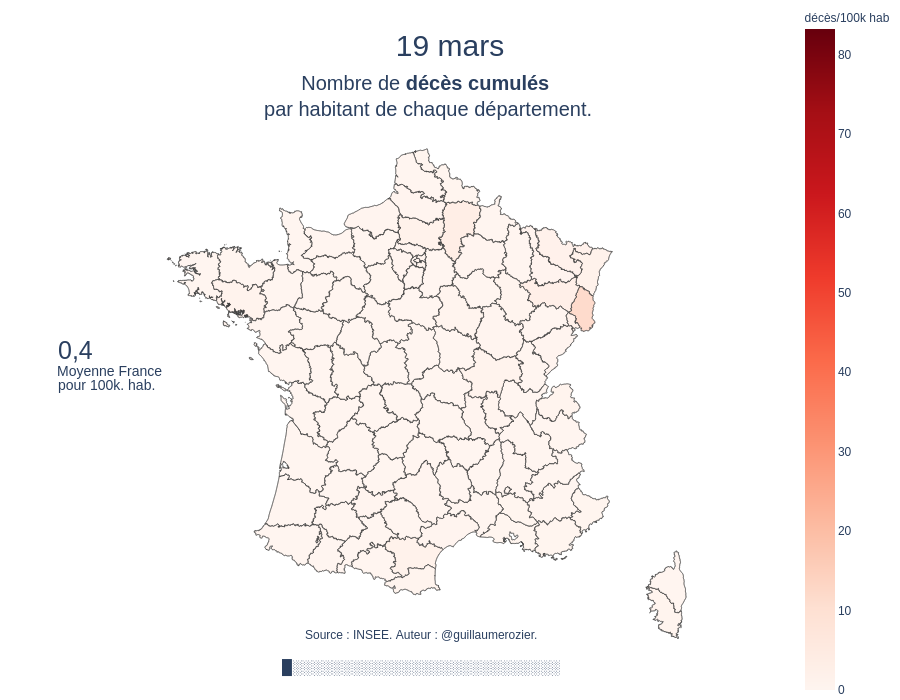 décès/100k hab
19 mars
Nombre de décès cumulés
par habitant de chaque département.
80
70
60
50
40
30
20
10
0
0,4
Moyenne France
pour 100k. hab.
Source : INSEE. Auteur : @guillaumerozier.